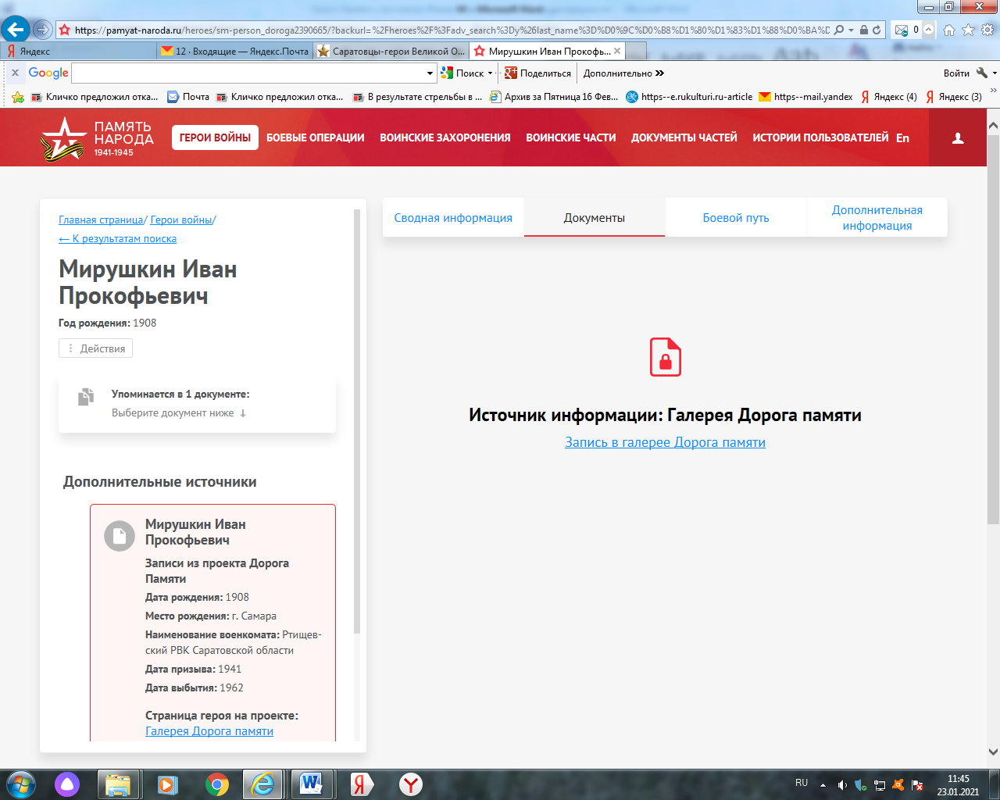 https://pamyat-naroda.ru/heroes/sm-person_doroga2390665/?backurl=%2Fheroes%2F%3Fadv_search%3Dy%26last_name%3D%D0%9C%D0%B8%D1%80%D1%83%D1%88%D0%BA%D
0
Яндекс
12 · Входящие — Яндекс.Почта
Саратовцы-герои Великой О...
Мирушкин Иван Прокофь...
Google
Поиск
Поделиться
Дополнительно
Войти
Кличко предложил отка...
Почта
Кличко предложил отка...
В результате стрельбы в ...
Архив за Пятница 16 Фев...
https--e.rukulturi.ru-article
https--mail.yandex
Яндекс (4)
Яндекс (3)
ПАМЯТЬ
НАРОДА
1941-1945
ГЕРОИ ВОЙНЫ
БОЕВЫЕ ОПЕРАЦИИ
ВОИНСКИЕ ЗАХОРОНЕНИЯ
ВОИНСКИЕ ЧАСТИ
ДОКУМЕНТЫ ЧАСТЕЙ
ИСТОРИИ ПОЛЬЗОВАТЕЛЕЙ
En
Главная страница/ Герои войны/
← К результатам поиска
Мирушкин Иван
Прокофьевич
Год рождения: 1908
Действия
Упоминается в 1 документе:
Выберите документ ниже ↓
Дополнительные источники
Мирушкин Иван
Прокофьевич
Записи из проекта Дорога
Памяти
Дата рождения: 1908
Место рождения: г. Самара
Наименование военкомата: Ртищев-
ский РВК Саратовской области
Дата призыва: 1941
Дата выбытия: 1962
Страница героя на проекте:
Галерея Дорога памяти
Сводная информация
Документы
Боевой путь
Дополнительная
информация
Источник информации: Галерея Дорога памяти
Запись в галерее Дорога памяти
RU
11:45
23.01.2021